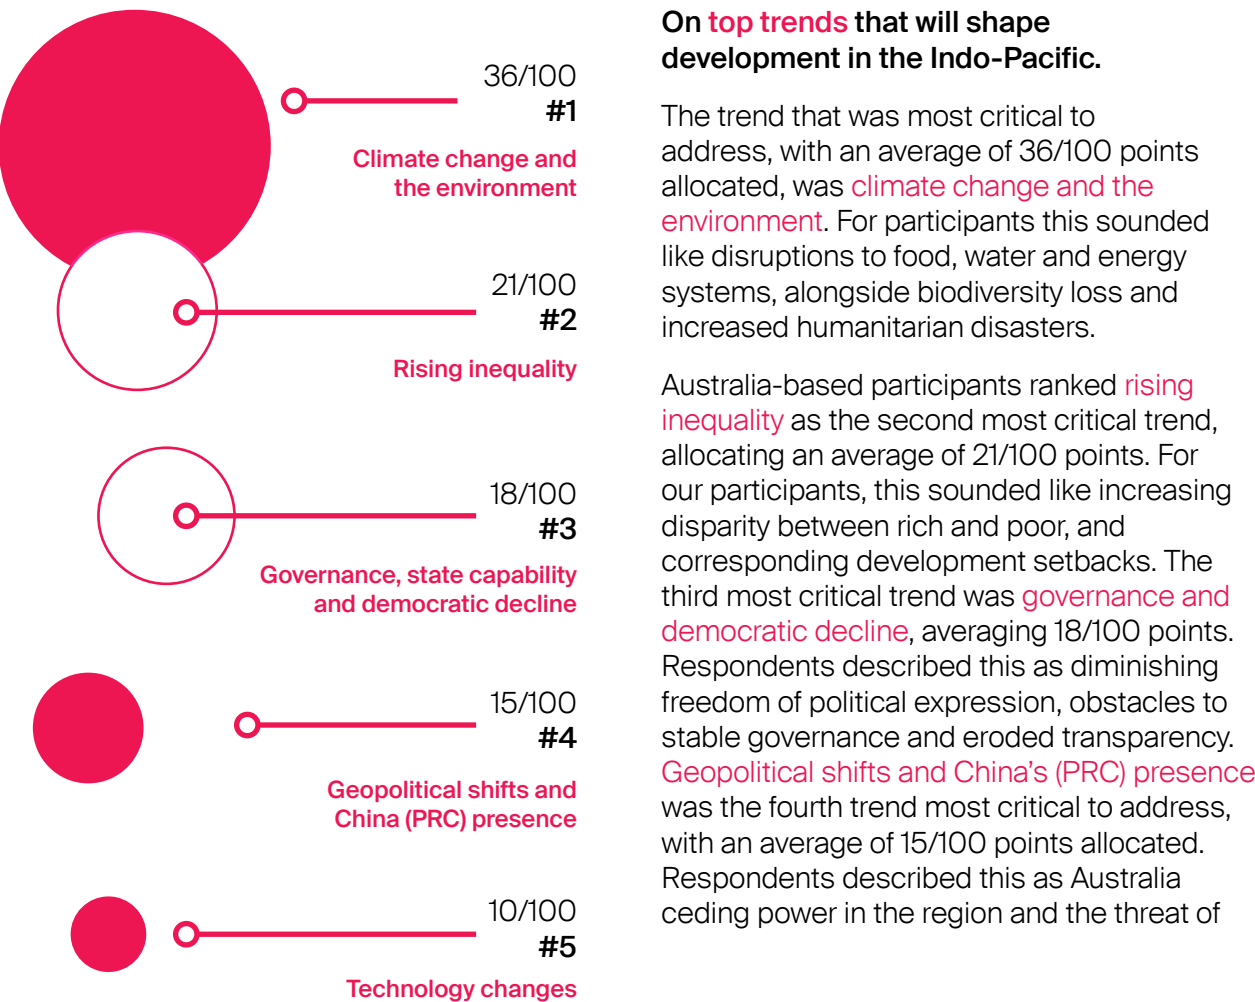 36/100
#1
Climate change and
the environment
21/100
#2
Rising inequality
18/100
#3
Governance, state capability
and democratic decline
15/100
#4
Geopolitical shifts and
China (PRC) presence
10/100
#5
Technology changes
On top trends that will shape
development in the Indo-Pacific.
The trend that was most critical to
address, with an average of 36/100 points
allocated, was climate change and the
environment. For participants this sounded
like disruptions to food, water and energy
systems, alongside biodiversity loss and
increased humanitarian disasters.
Australia-based participants ranked rising
inequality as the second most critical trend,
allocating an average of 21/100 points. For
our participants, this sounded like increasing
disparity between rich and poor, and
corresponding development setbacks. The
third most critical trend was governance and
democratic decline, averaging 18/100 points.
Respondents described this as diminishing
freedom of political expression, obstacles to
stable governance and eroded transparency.
Geopolitical shifts and China’s (PRC) presence
was the fourth trend most critical to address,
with an average of 15/100 points allocated.
Respondents described this as Australia
ceding power in the region and the threat of